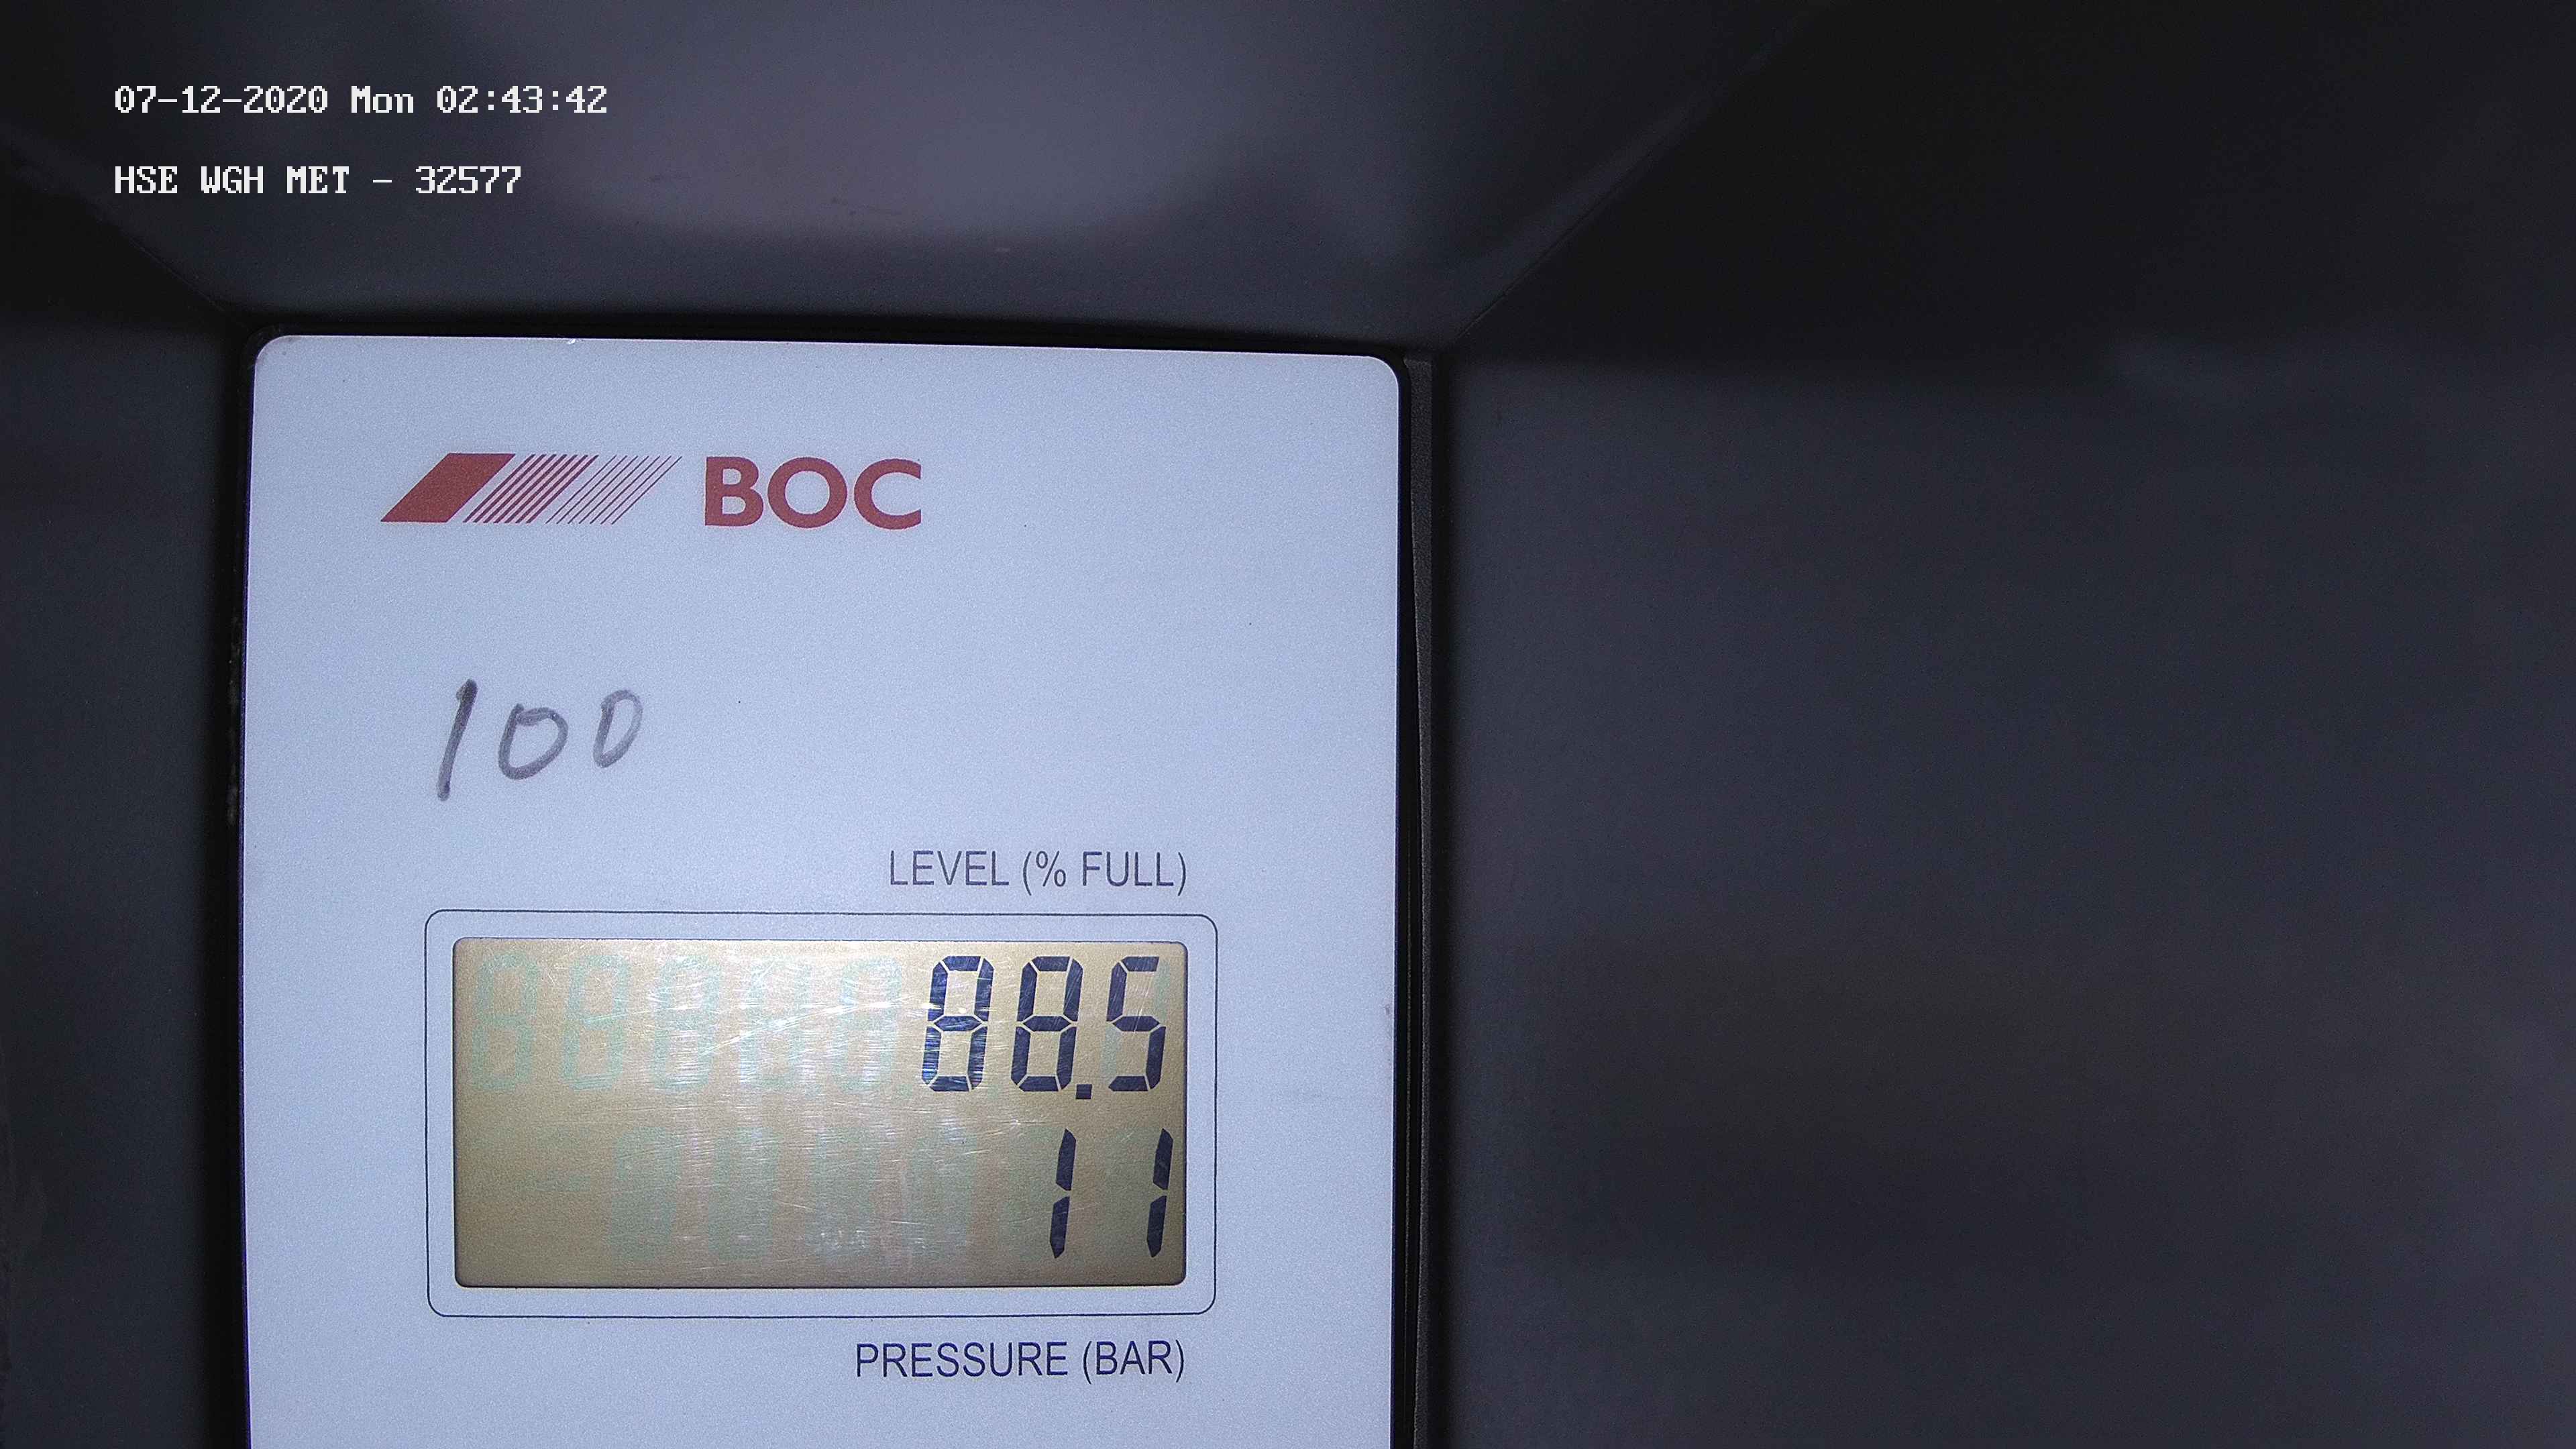 07-12-2020 Mon 02:43:42
HSE WGH MET - 32577
BOC
100
LEVEL (% FULL)
88.5
11
PRESSURE (BAR)